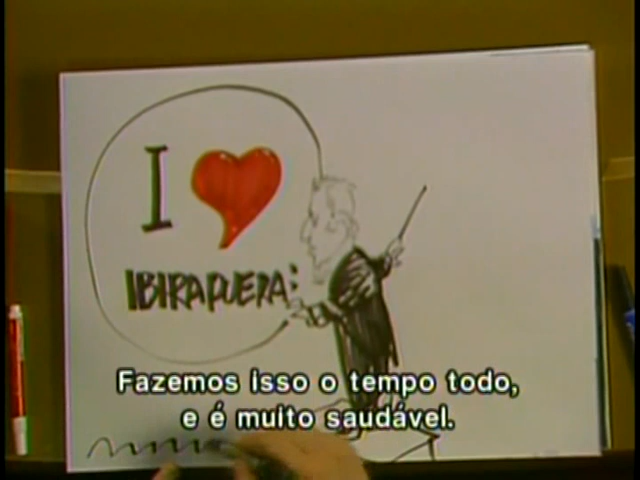 I ❤
IBIRAPUERA!
Fazemos isso o tempo todo,
e é muito saudável.